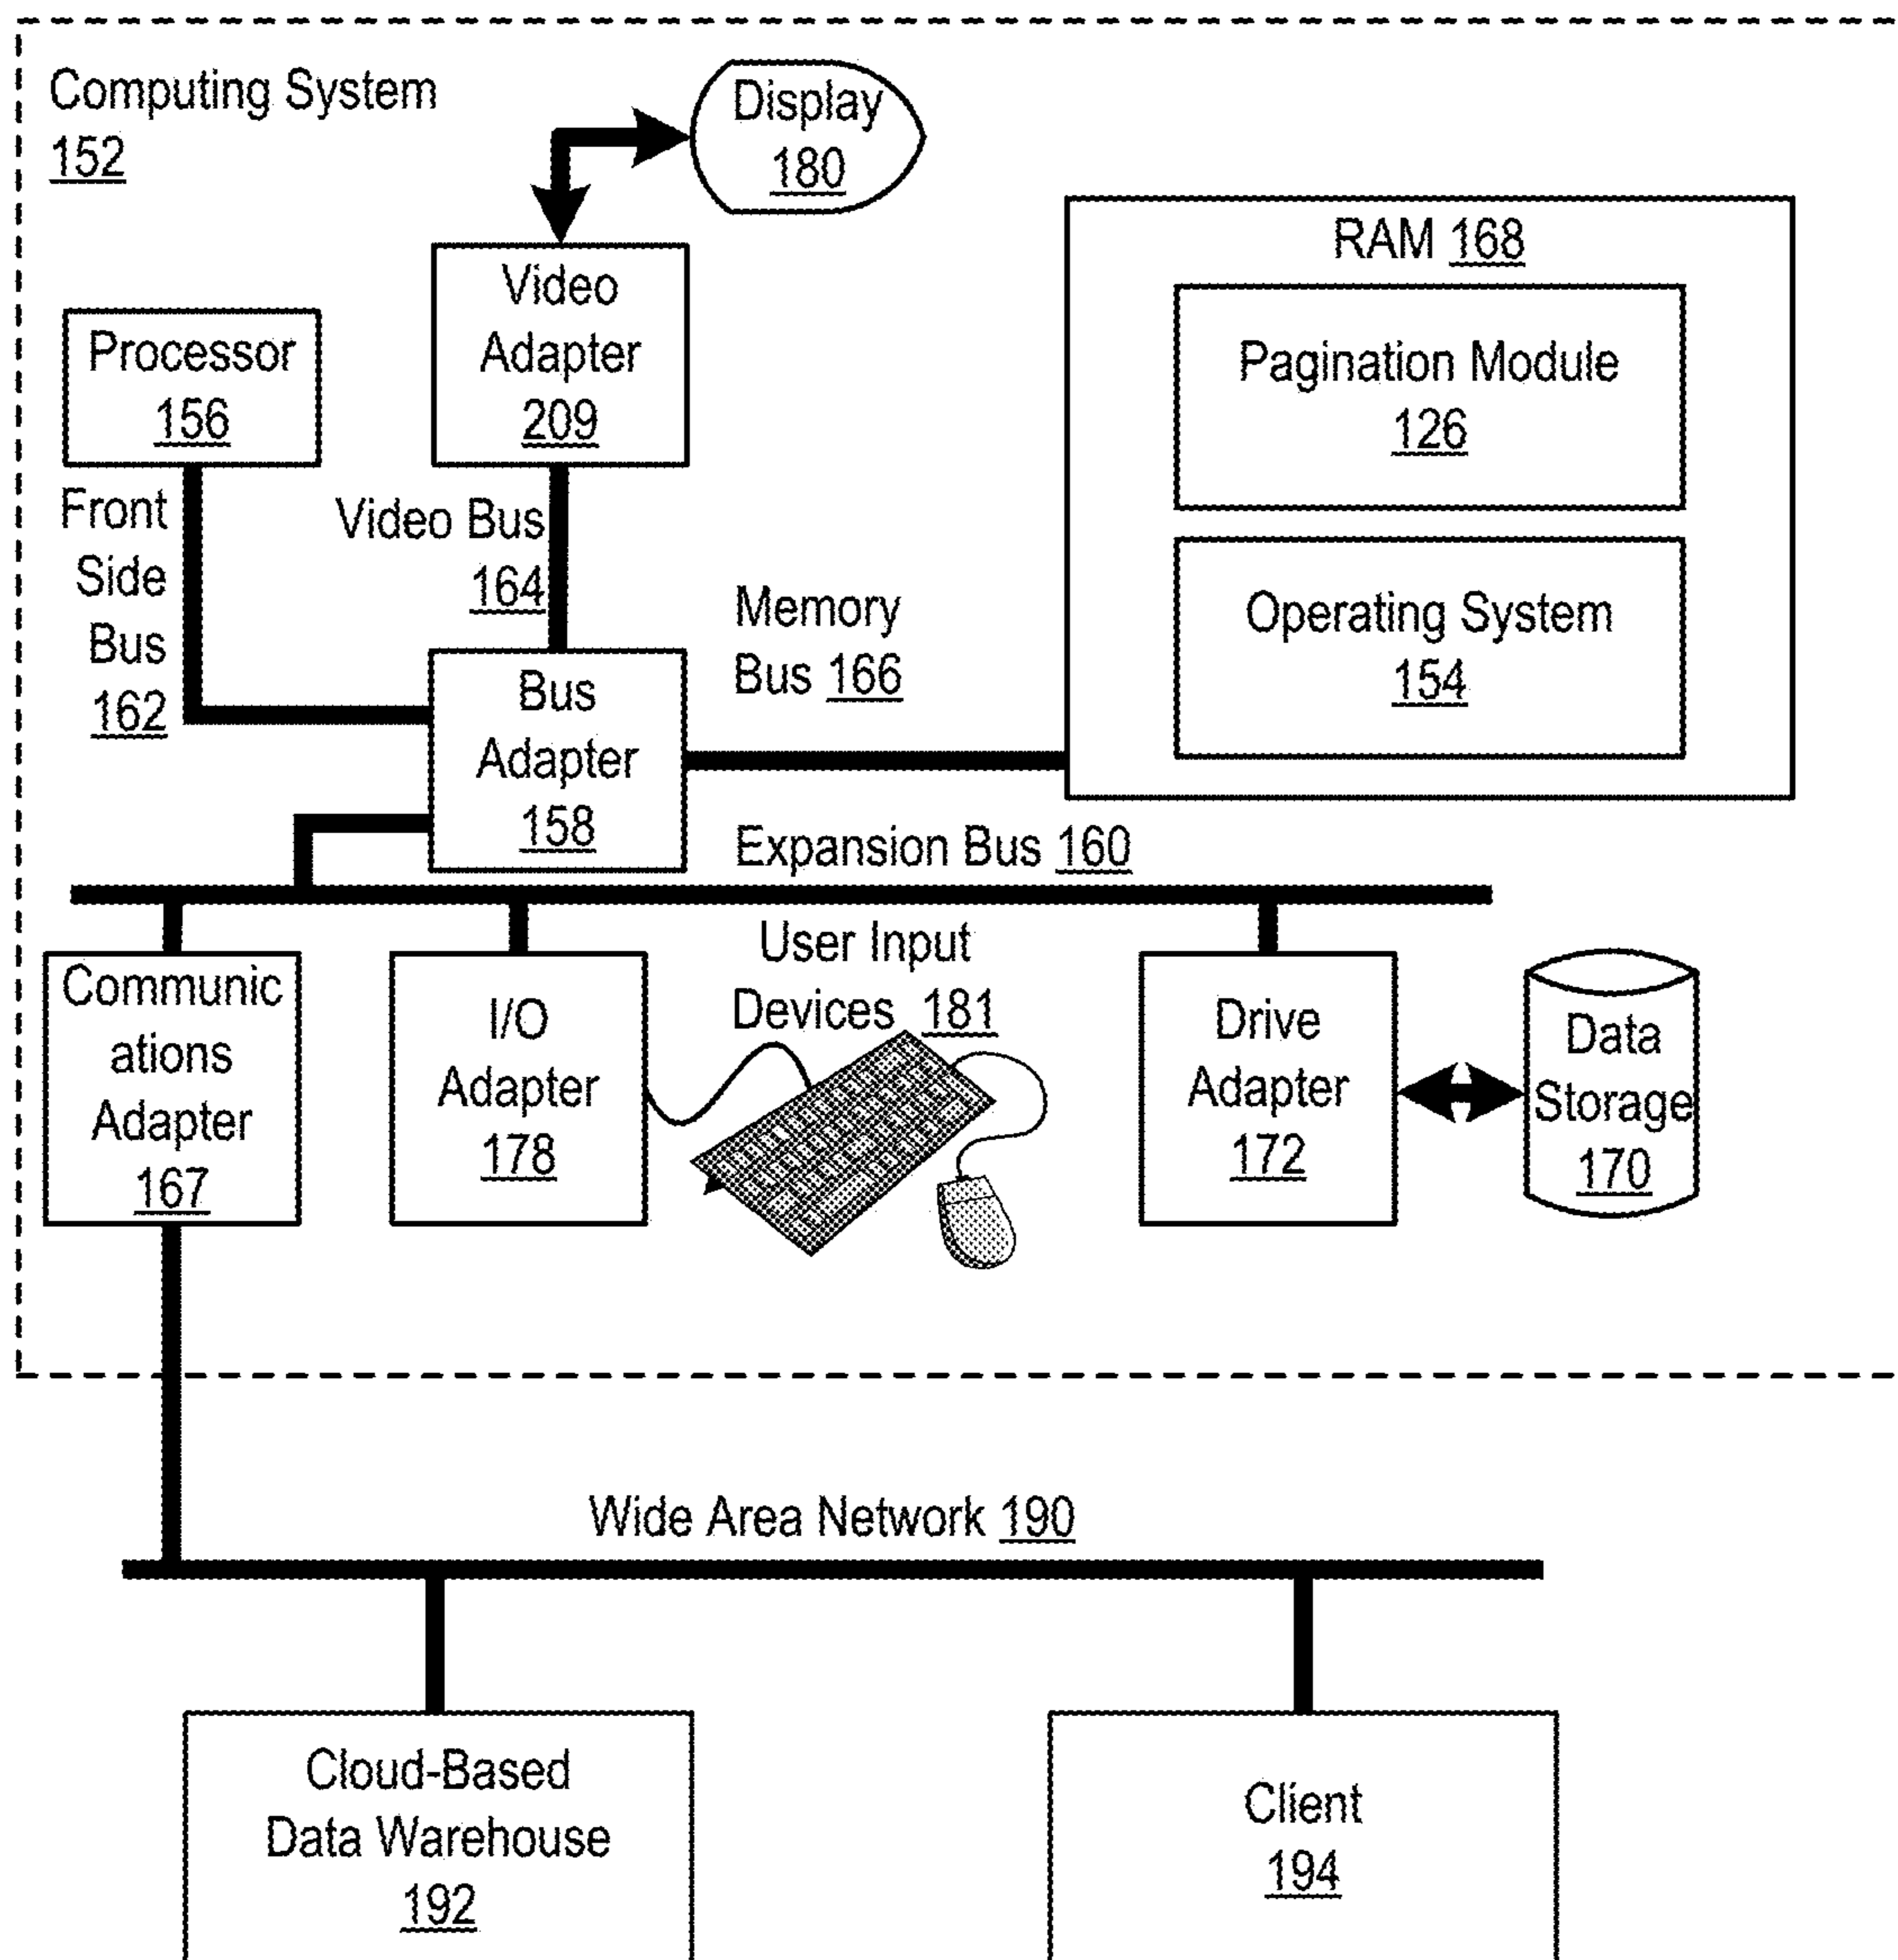 Computing System
152
Display
180
RAM 168
Video
Adapter
209
Processor
156
Pagination Module
126
Front
Side
Bus
162
Video Bus
164
Operating System
154
Memory
Bus 166
Bus
Adapter
158
Expansion Bus 160
Communic
ations
Adapter
167
I/O
Adapter
178
User Input
Devices 181
Drive
Adapter
172
Data
Storage
170
Wide Area Network 190
Cloud-Based
Data Warehouse
192
Client
194